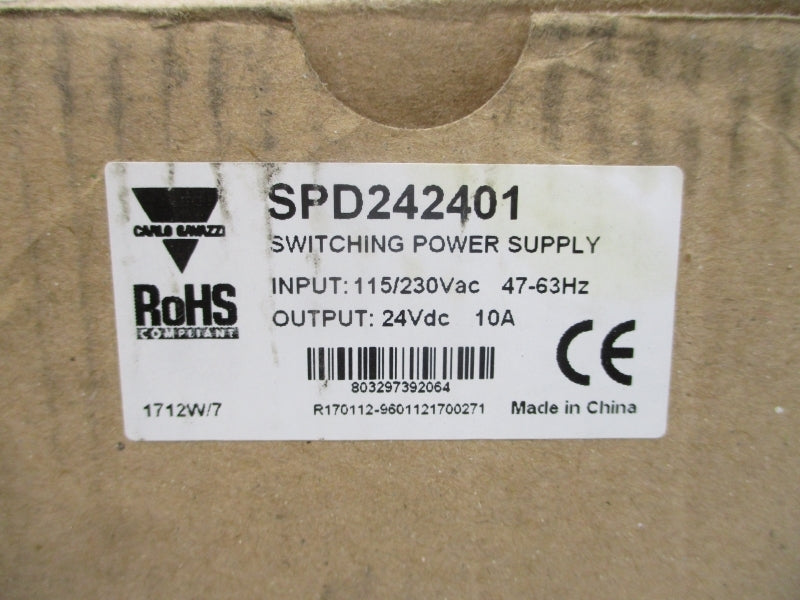 SPD242401
CARLO GAVAZZI
SWITCHING POWER SUPPLY
RoHS
COMPLIANT
INPUT: 115/230Vac 47-63Hz
OUTPUT: 24Vdc 10A
CE
803297392064
1712W/7
R170112-9601121700271
Made in China